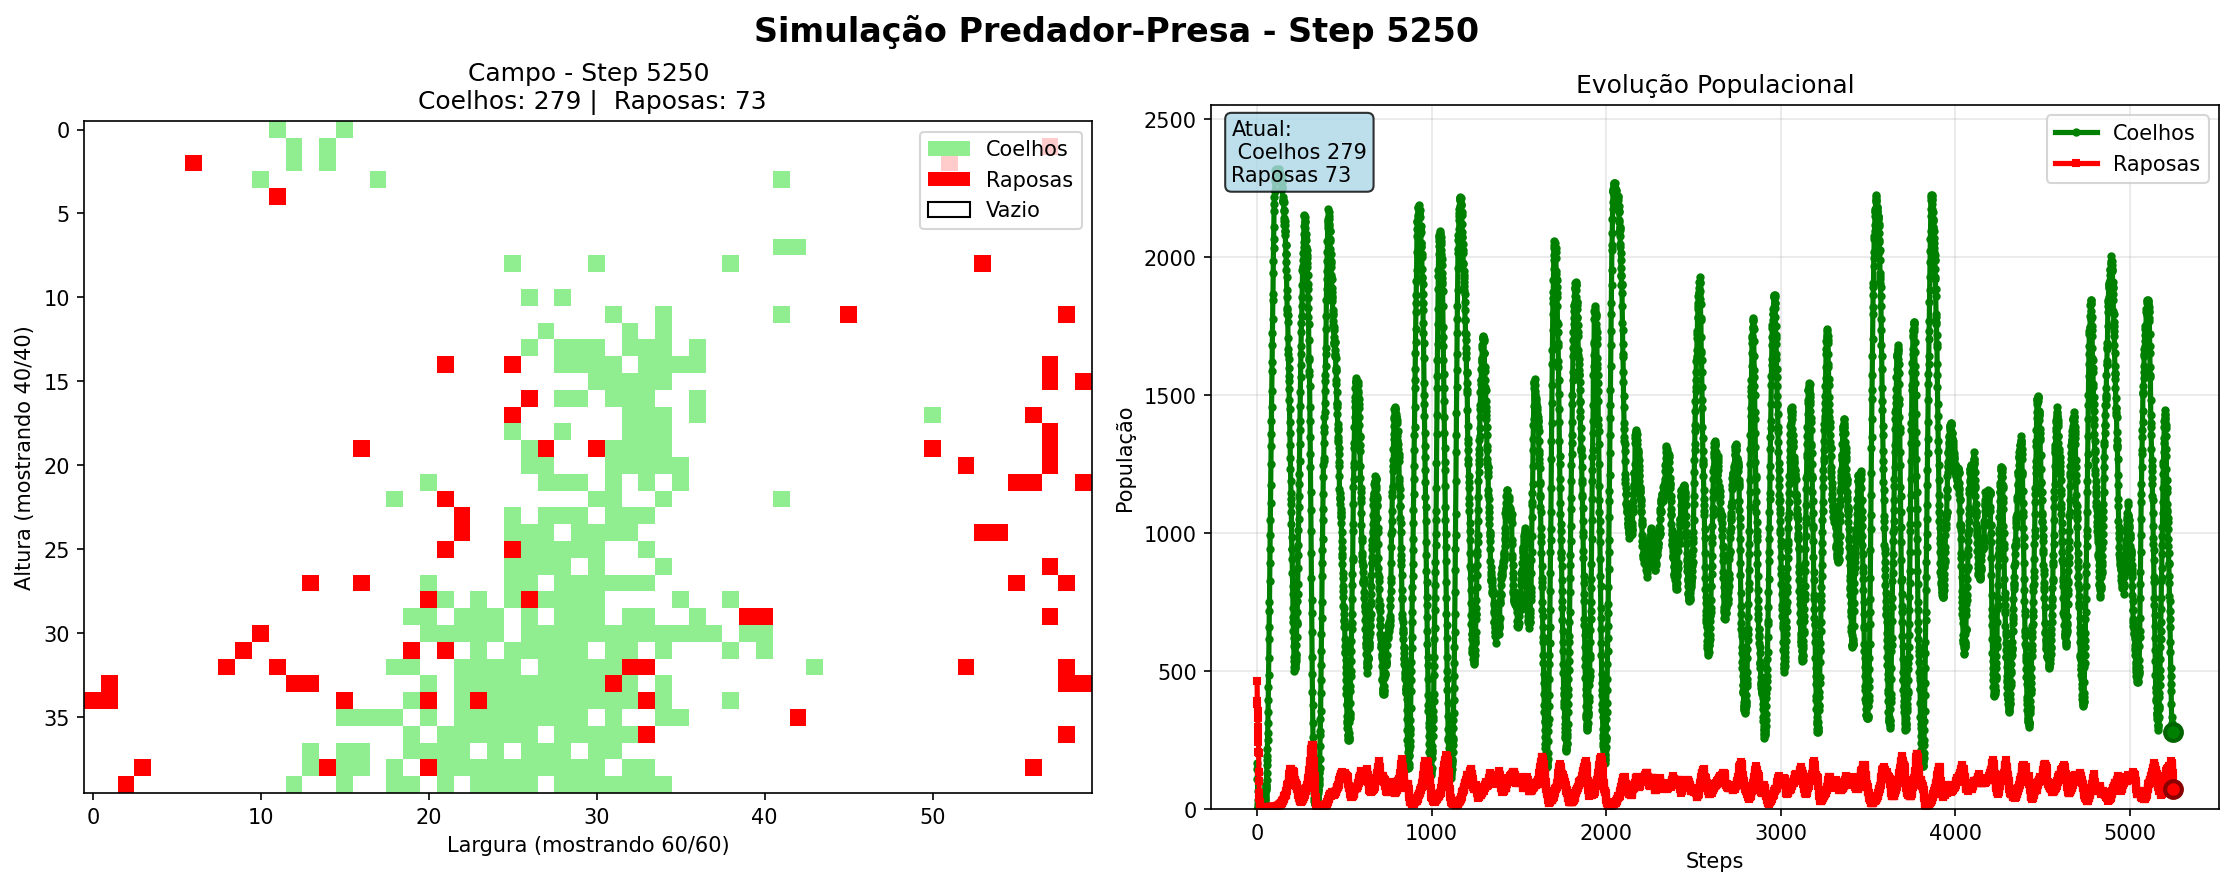 Simulação Predador-Presa - Step 5250
Campo - Step 5250
Coelhos: 279 |  Raposas: 73
Coelhos
Raposas
Vazio
0
5
10
15
20
25
30
35
Altura (mostrando 40/40)
0
10
20
30
40
50
Largura (mostrando 60/60)
Evolução Populacional
Atual:
Coelhos 279
Raposas 73
Coelhos
Raposas
2500
2000
1500
1000
500
0
População
0
1000
2000
3000
4000
5000
Steps